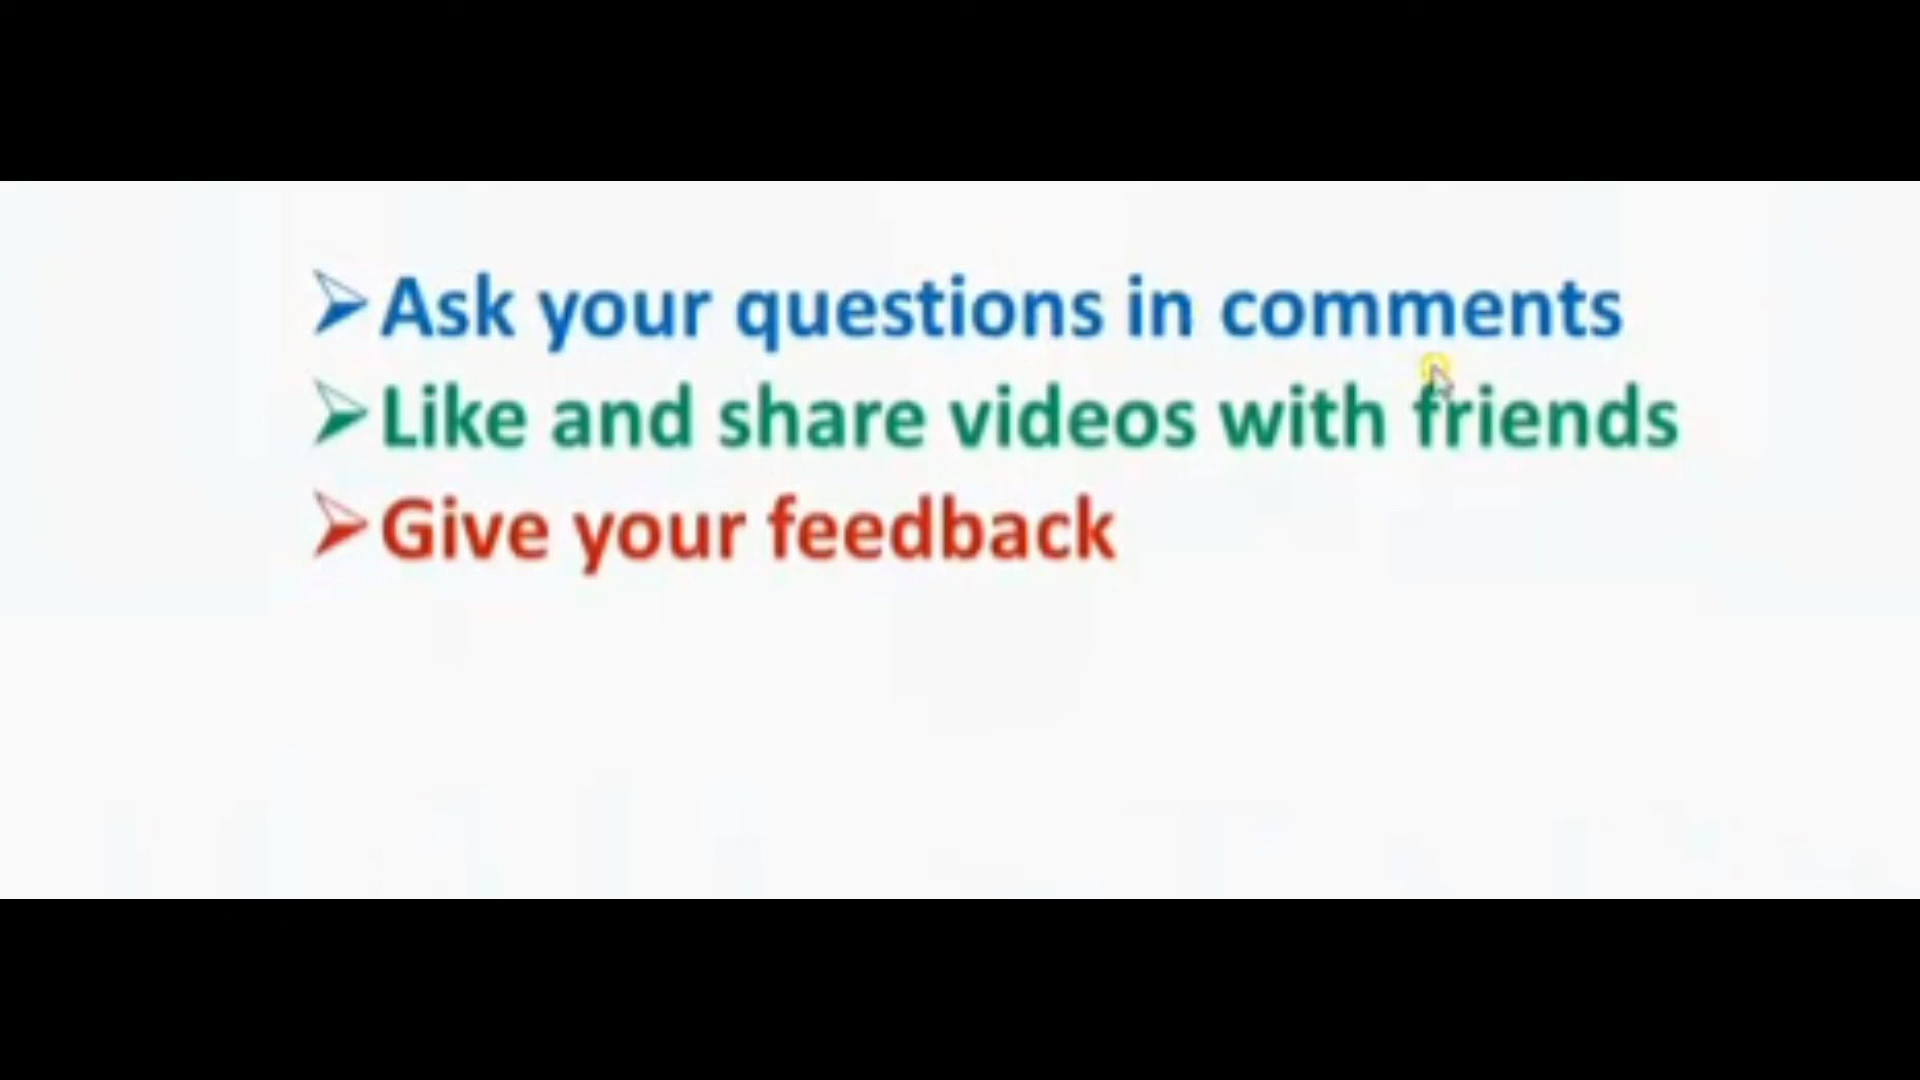 ➢Ask your questions in comments
➢Like and share videos with friends
➢Give your feedback